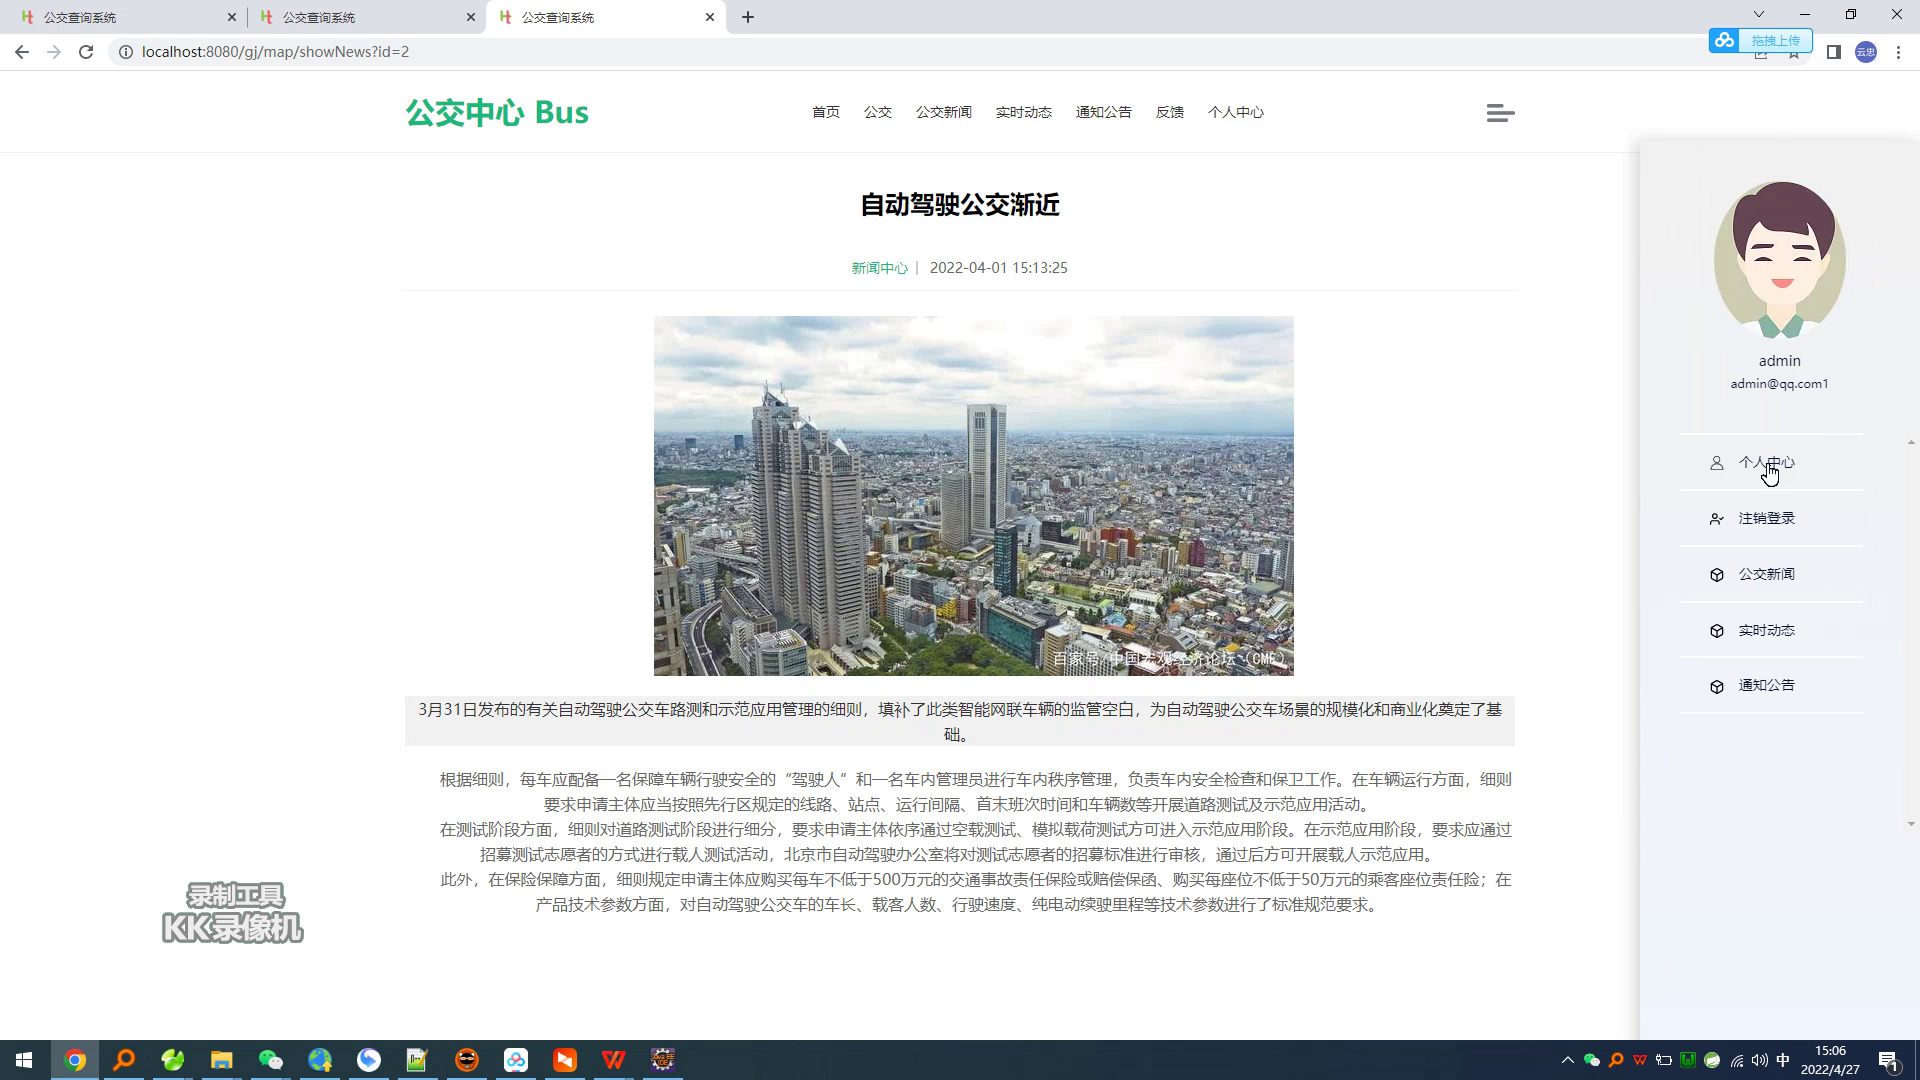 公交查询系统
公交查询系统
公交查询系统
localhost:8080/gj/map/showNews?id=2
拖拽上传
云忠
公交中心 Bus
首页 公交 公交新闻 实时动态 通知公告 反馈 个人中心
自动驾驶公交渐近
新闻中心 | 2022-04-01 15:13:25
百家号/中国宏观经济论坛（CMF）
3月31日发布的有关自动驾驶公交车路测和示范应用管理的细则，填补了此类智能网联车辆的监管空白，为自动驾驶公交车场景的规模化和商业化奠定了基
础。
根据细则，每车应配备一名保障车辆行驶安全的“驾驶人”和一名车内管理员进行车内秩序管理，负责车内安全检查和保卫工作。在车辆运行方面，细则
要求申请主体应当按照先行区规定的线路、站点、运行间隔、首末班次时间和车辆数等开展道路测试及示范应用活动。
在测试阶段方面，细则对道路测试阶段进行细分，要求申请主体依序通过空载测试、模拟载荷测试方可进入示范应用阶段。在示范应用阶段，要求应通过
招募测试志愿者的方式进行载人测试活动，北京市自动驾驶办公室将对测试志愿者的招募标准进行审核，通过后方可开展载人示范应用。
此外，在保险保障方面，细则规定申请主体应购买每车不低于500万元的交通事故责任保险或赔偿保函、购买每座位不低于50万元的乘客座位责任险；在
产品技术参数方面，对自动驾驶公交车的车长、载客人数、行驶速度、纯电动续驶里程等技术参数进行了标准规范要求。
admin
admin@qq.com1
个人中心
注销登录
公交新闻
实时动态
通知公告
录制工具
KK录像机
中
15:06
2022/4/27
1